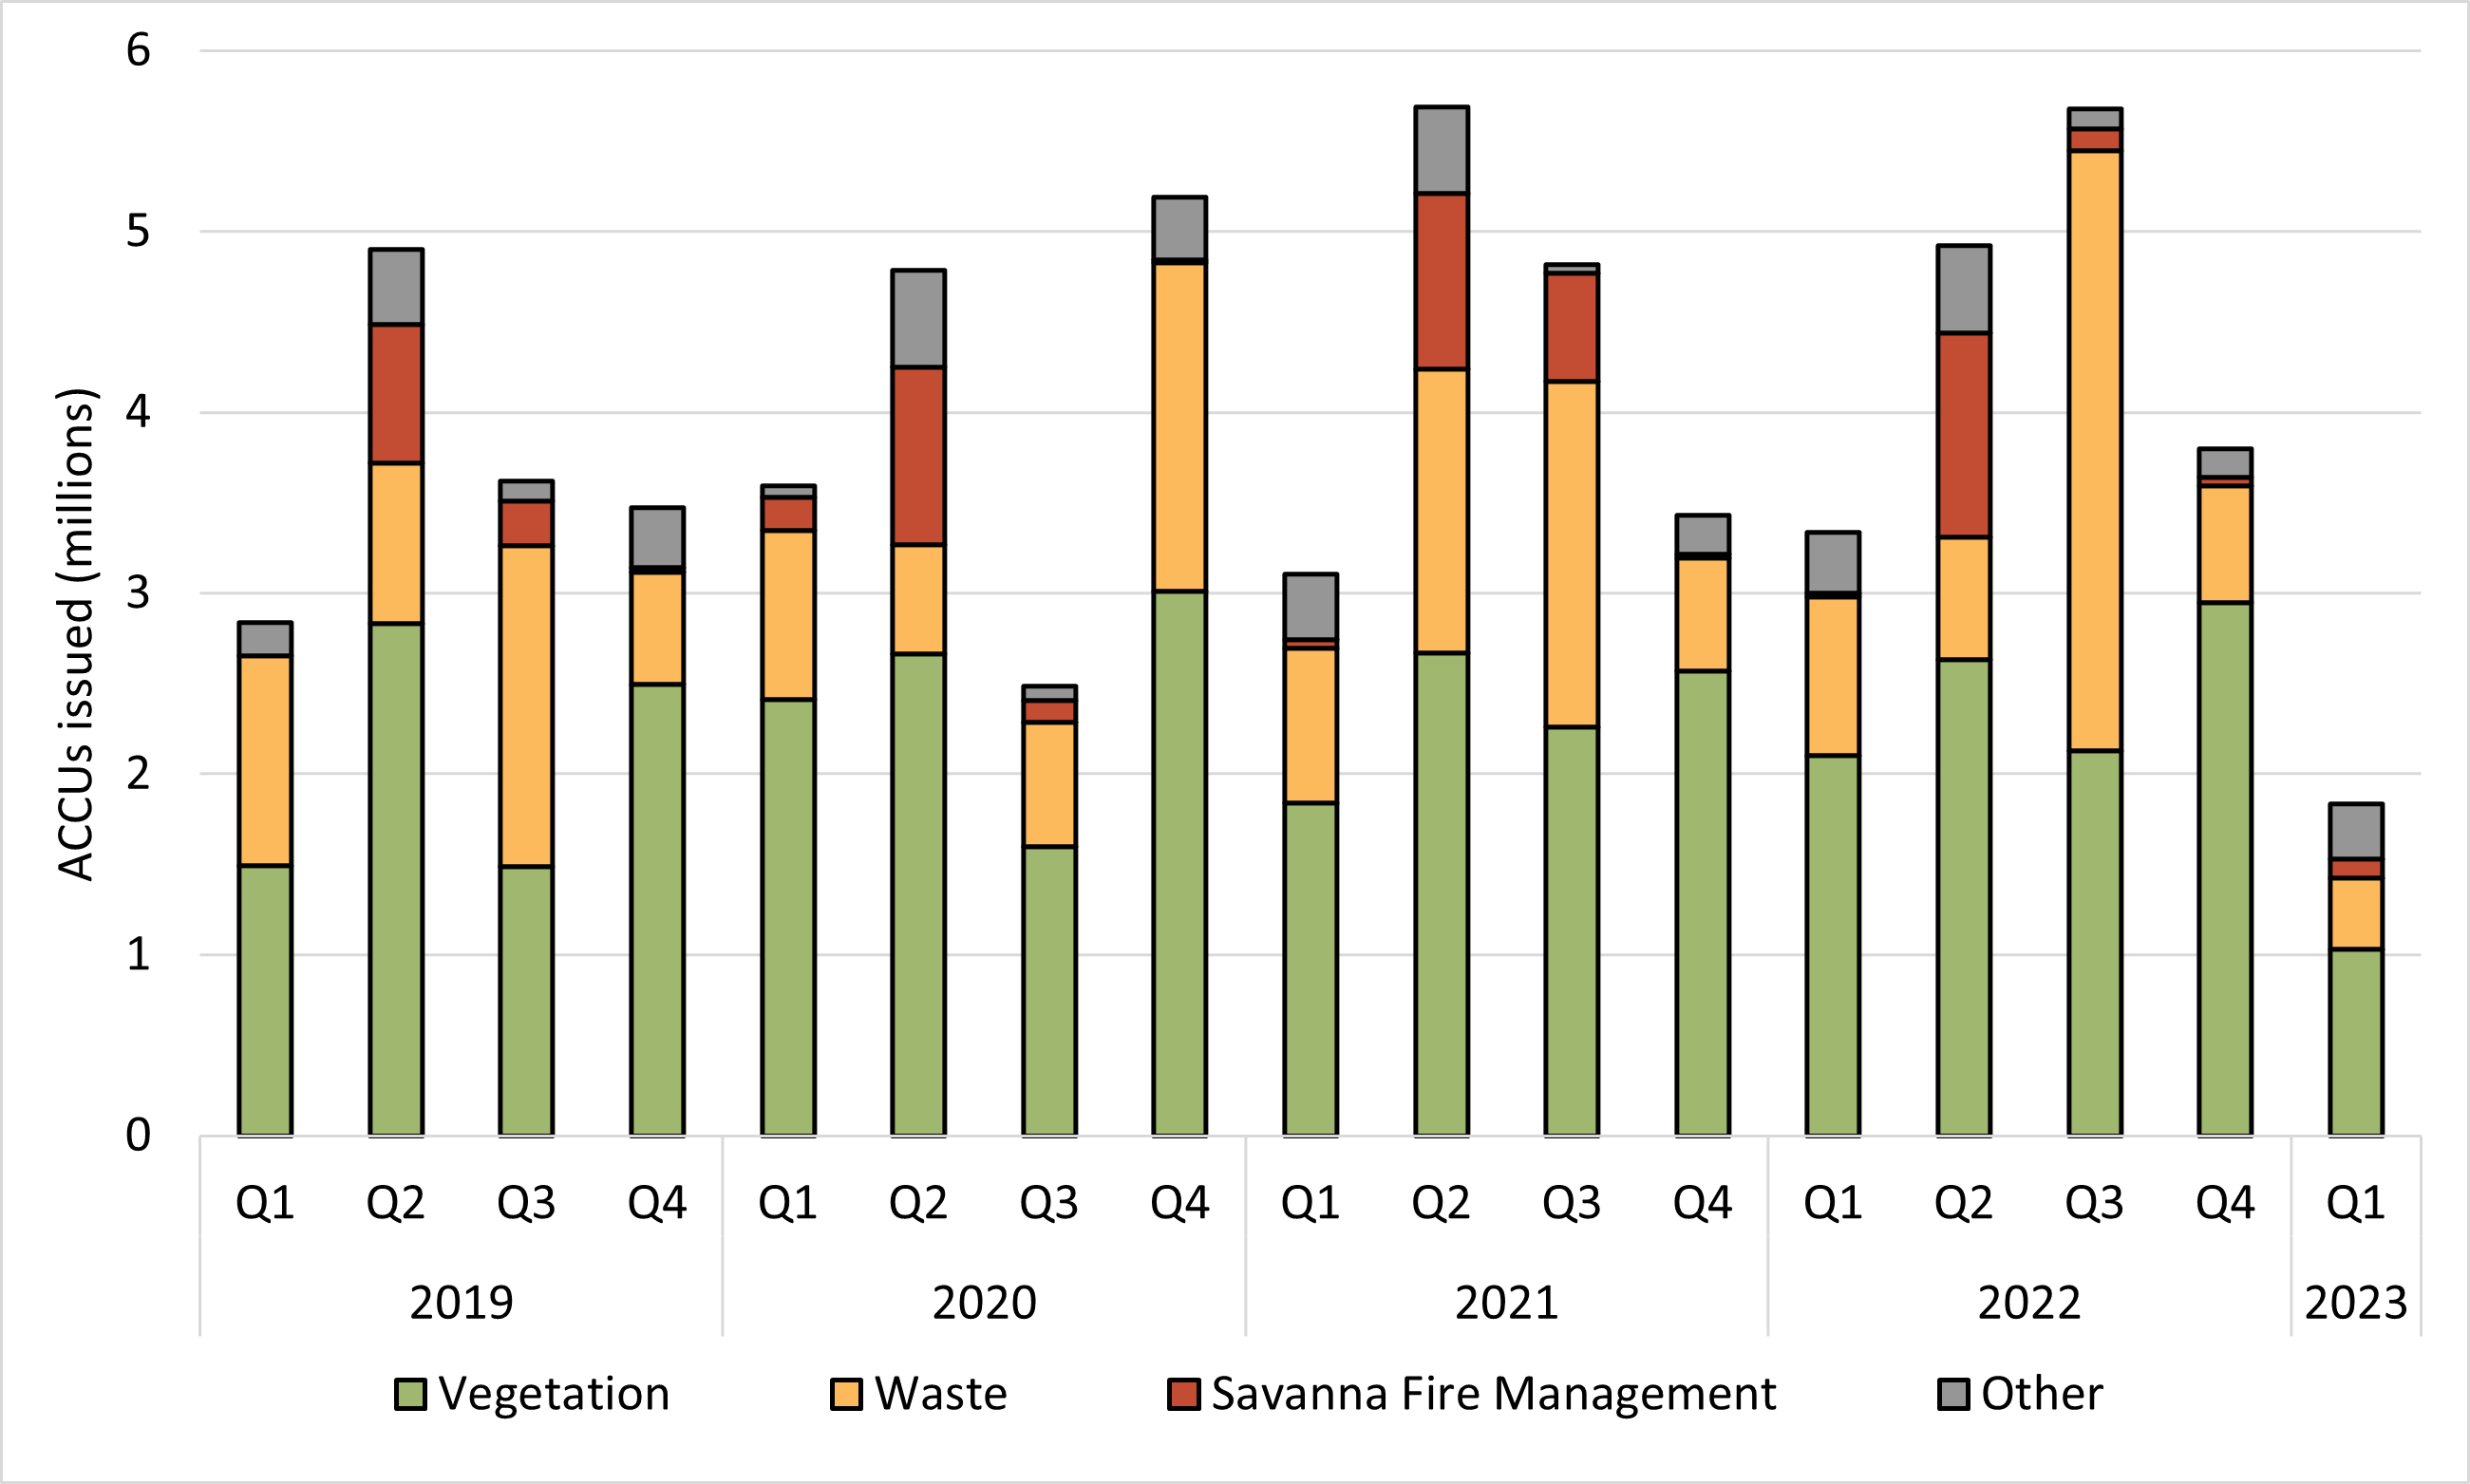 6
5
4
3
2
1
0
ACCUs issued (millions)
Q1 Q2 Q3 Q4 Q1 Q2 Q3 Q4 Q1 Q2 Q3 Q4 Q1 Q2 Q3 Q4 Q1
2019 2020 2021 2022 2023
Vegetation Waste Savanna Fire Management Other